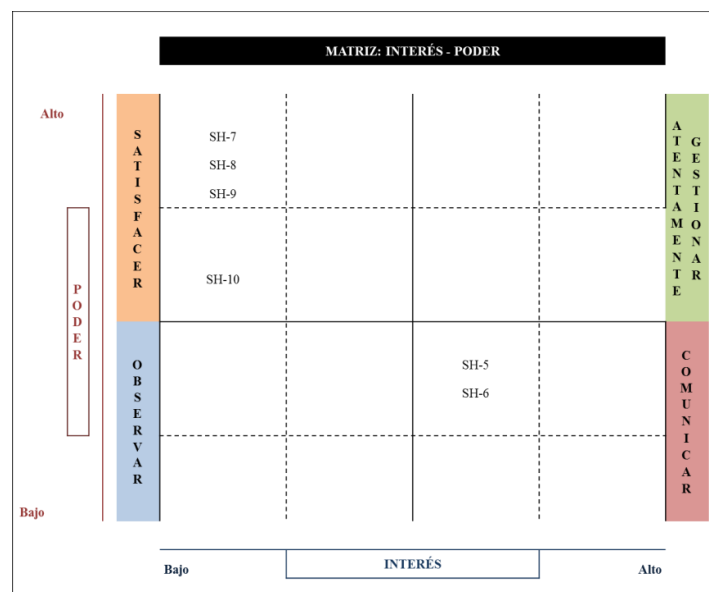 MATRIZ: INTERÉS - PODER
Alto
SATISFACER
SH-7
SH-8
SH-9
SH-10
GESTIONAR
ATENTAMENTE
PODER
OBSERVAR
SH-5
SH-6
COMUNICAR
Bajo
Bajo
INTERÉS
Alto